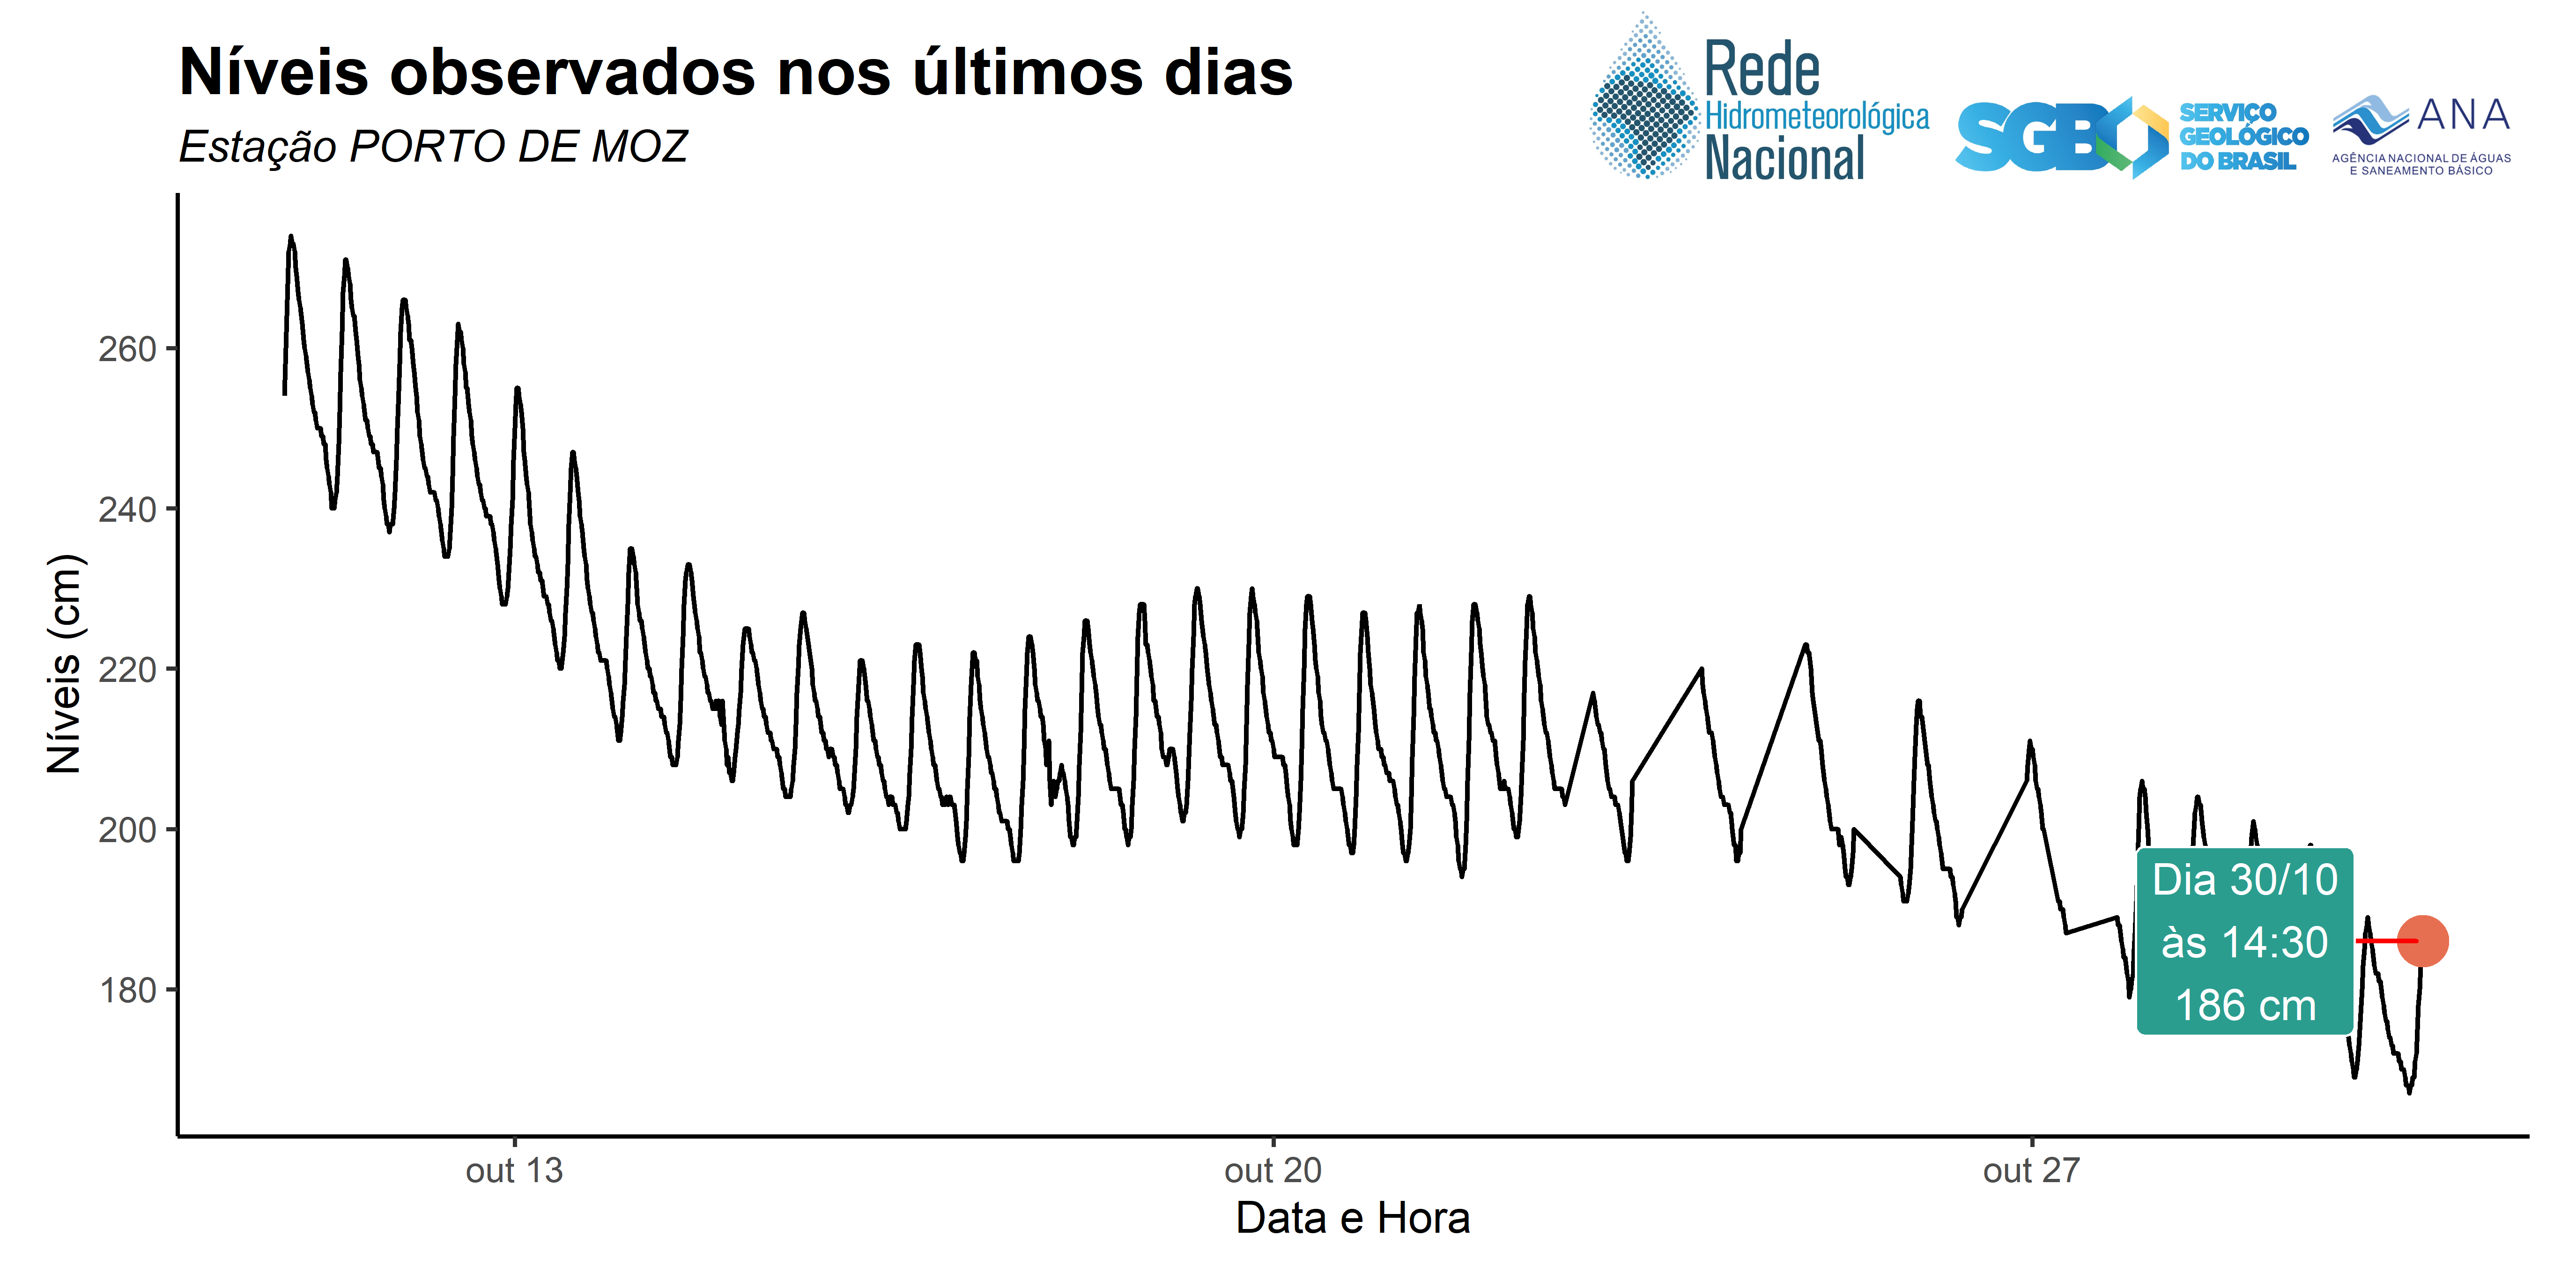 Níveis observados nos últimos dias
Estação PORTO DE MOZ
Rede
Hidrometeorológica
Nacional
SGB
SERVIÇO
GEOLÓGICO
DO BRASIL
ANA
AGÊNCIA NACIONAL DE ÁGUAS
E SANEAMENTO BÁSICO
Níveis (cm)
260
240
220
200
180
Dia 30/10
às 14:30
186 cm
out 13
out 20
out 27
Data e Hora